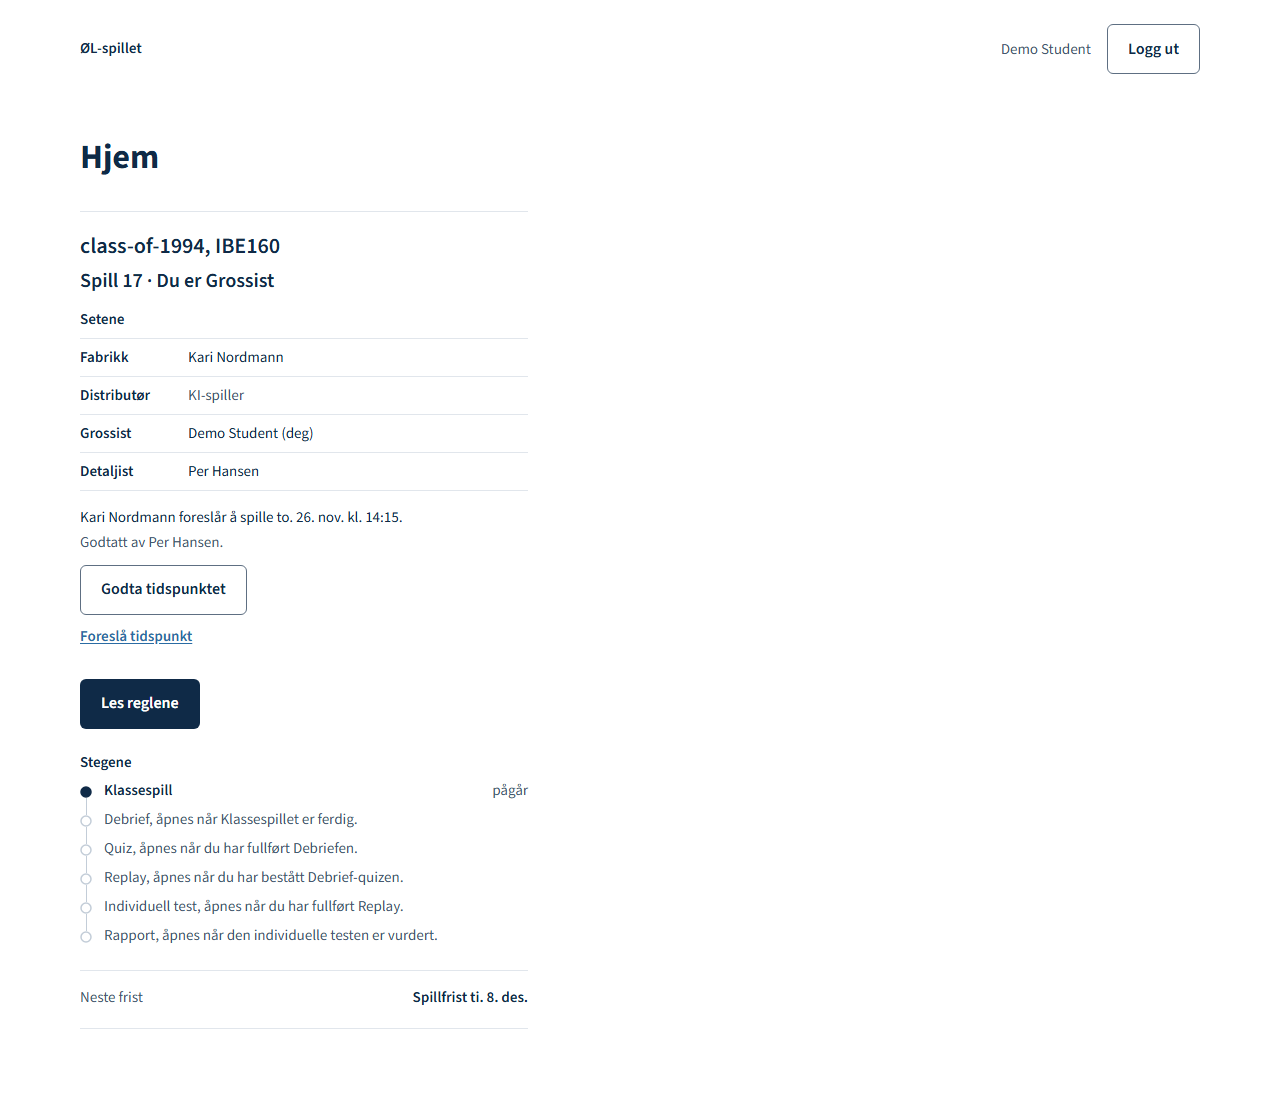 ØL-spillet
Demo Student
Logg ut
Hjem
class-of-1994, IBE160
Spill 17 · Du er Grossist
Setene
Fabrikk Kari Nordmann
Distributør KI-spiller
Grossist Demo Student (deg)
Detaljist Per Hansen
Kari Nordmann foreslår å spille to. 26. nov. kl. 14:15.
Godtatt av Per Hansen.
Godta tidspunktet
Foreslå tidspunkt
Les reglene
Stegene
Klassespill pågår
Debrief, åpnes når Klassespillet er ferdig.
Quiz, åpnes når du har fullført Debriefen.
Replay, åpnes når du har bestått Debrief-quizen.
Individuell test, åpnes når du har fullført Replay.
Rapport, åpnes når den individuelle testen er vurdert.
Neste frist Spillfrist ti. 8. des.